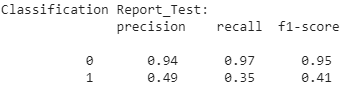 Classification Report_Test:
precision recall f1-score
0 0.94 0.97 0.95
1 0.49 0.35 0.41